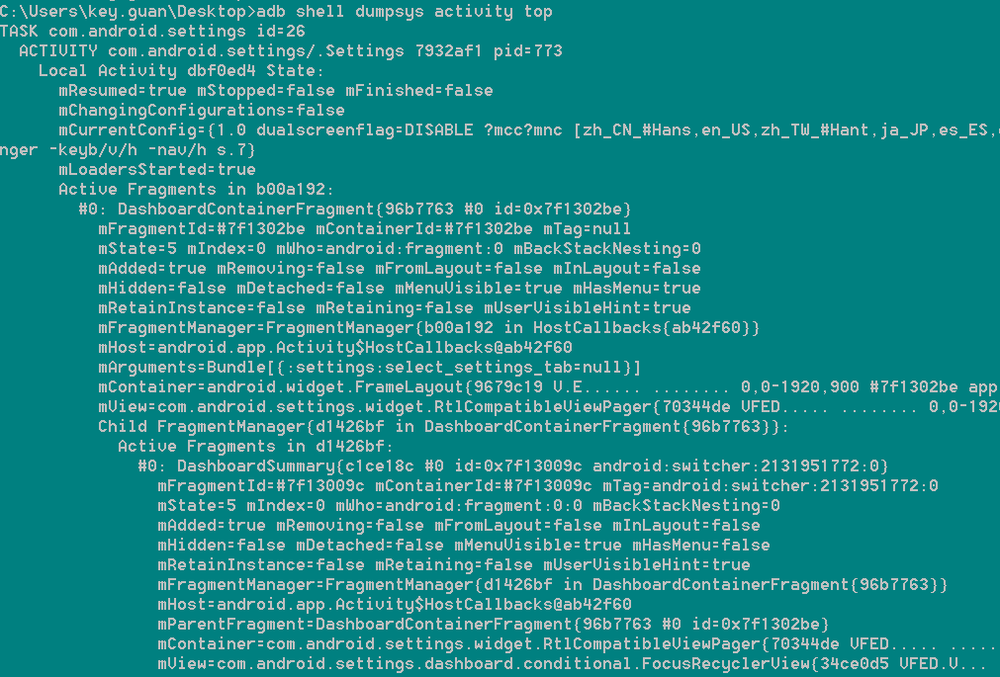 C:\Users\key.guan\Desktop>adb shell dumpsys activity top
TASK com.android.settings id=26
ACTIVITY com.android.settings/.Settings 7932af1 pid=773
Local Activity dbf0ed4 State:
mResumed=true mStopped=false mFinished=false
mChangingConfigurations=false
mCurrentConfig={1.0 dualscreenflag=DISABLE ?mcc?mnc [zh_CN_#Hans,en_US,zh_TW_#Hant,ja_JP,es_ES,
nger -keyb/v/h -nav/h s.7}
mLoadersStarted=true
Active Fragments in b00a192:
#0: DashboardContainerFragment{96b7763 #0 id=0x7f1302be}
mFragmentId=#7f1302be mContainerId=#7f1302be mTag=null
mState=5 mIndex=0 mWho=android:fragment:0 mBackStackNesting=0
mAdded=true mRemoving=false mFromLayout=false mInLayout=false
mHidden=false mDetached=false mMenuVisible=true mHasMenu=true
mRetainInstance=false mRetaining=false mUserVisibleHint=true
mFragmentManager=FragmentManager{b00a192 in HostCallbacks{ab42f60}}
mHost=android.app.Activity$HostCallbacks@ab42f60
mArguments=Bundle[{:settings:select_settings_tab=null}]
mContainer=android.widget.FrameLayout{9679c19 V.E...... ........ 0,0-1920,900 #7f1302be app
mView=com.android.settings.widget.RtlCompatibleViewPager{70344de VFED..... ........ 0,0-192
Child FragmentManager{d1426bf in DashboardContainerFragment{96b7763}}:
Active Fragments in d1426bf:
#0: DashboardSummary{c1ce18c #0 id=0x7f13009c android:switcher:2131951772:0}
mFragmentId=#7f13009c mContainerId=#7f13009c mTag=android:switcher:2131951772:0
mState=5 mIndex=0 mWho=android:fragment:0:0 mBackStackNesting=0
mAdded=true mRemoving=false mFromLayout=false mInLayout=false
mHidden=false mDetached=false mMenuVisible=true mHasMenu=false
mRetainInstance=false mRetaining=false mUserVisibleHint=true
mFragmentManager=FragmentManager{d1426bf in DashboardContainerFragment{96b7763}}
mHost=android.app.Activity$HostCallbacks@ab42f60
mParentFragment=DashboardContainerFragment{96b7763 #0 id=0x7f1302be}
mContainer=com.android.settings.widget.RtlCompatibleViewPager{70344de VFED..... .....
mView=com.android.settings.dashboard.conditional.FocusRecyclerView{34ce0d5 VFED.V...